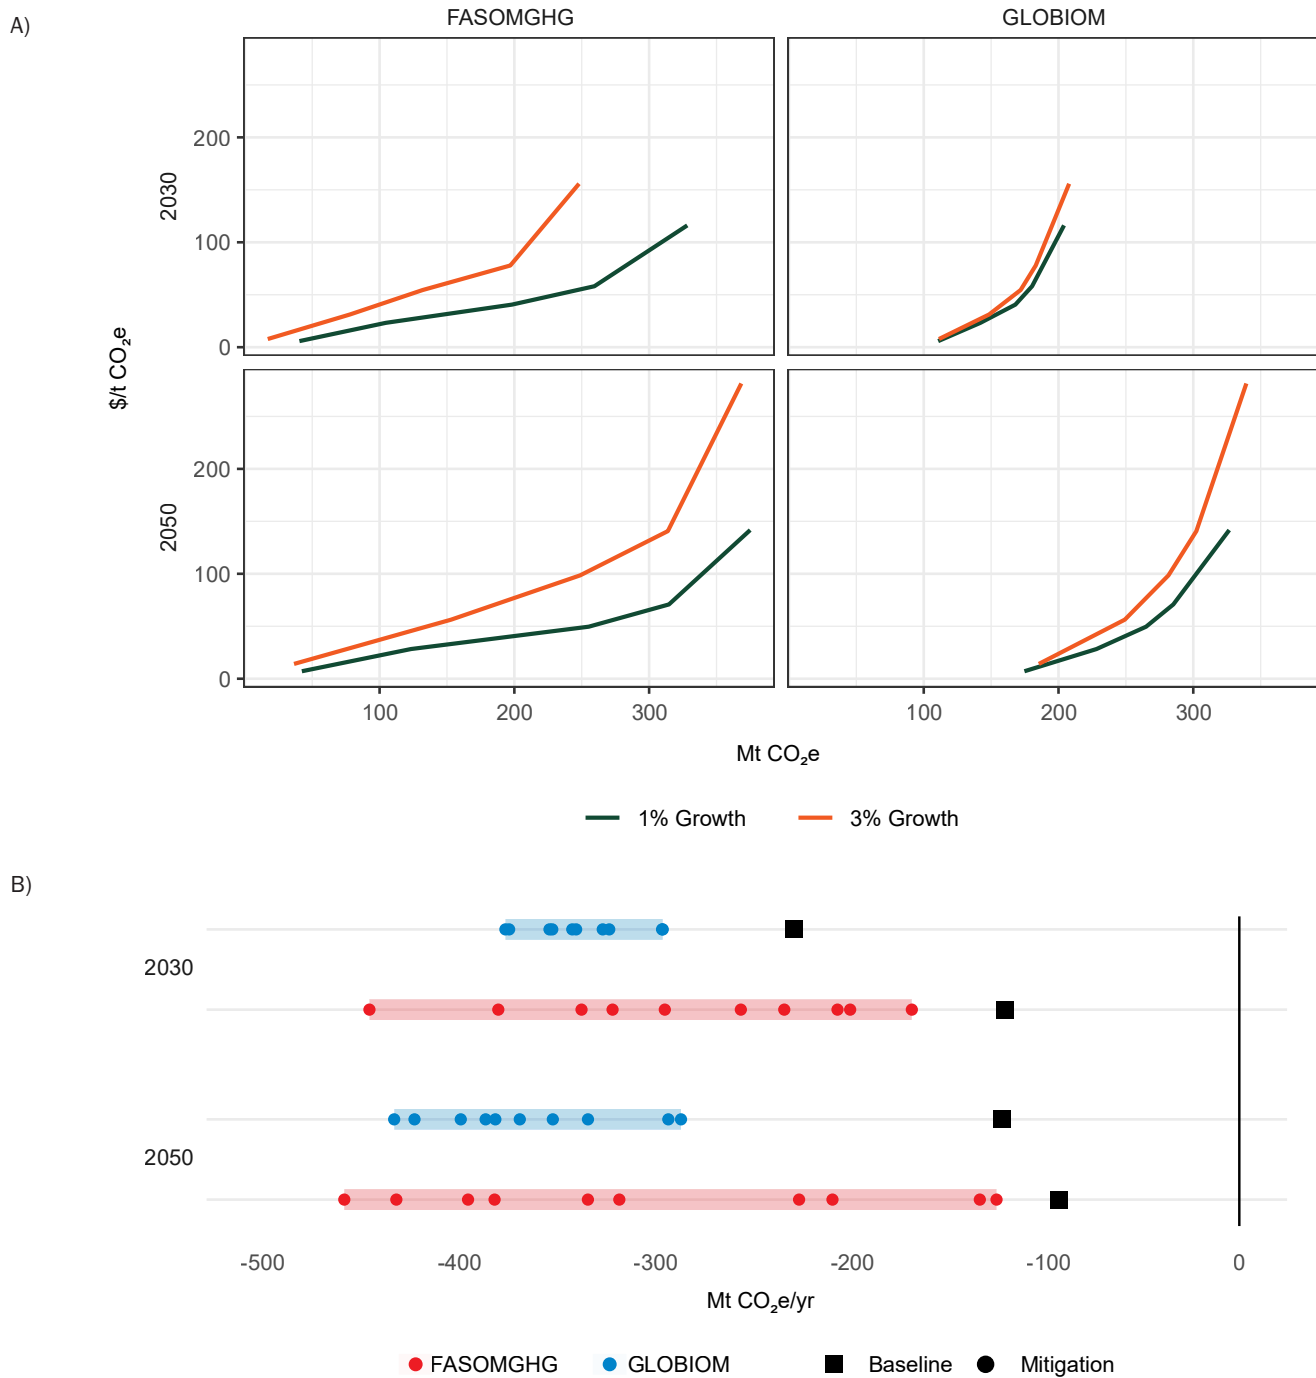 A)
FASOMGHG
GLOBIOM
200
2030
100
0
$/t CO₂e
200
2050
100
0
100 200 300
100 200 300
Mt CO₂e
1% Growth 3% Growth
B)
2030
2050
-500 -400 -300 -200 -100 0
Mt CO₂e/yr
FASOMGHG GLOBIOM Baseline Mitigation